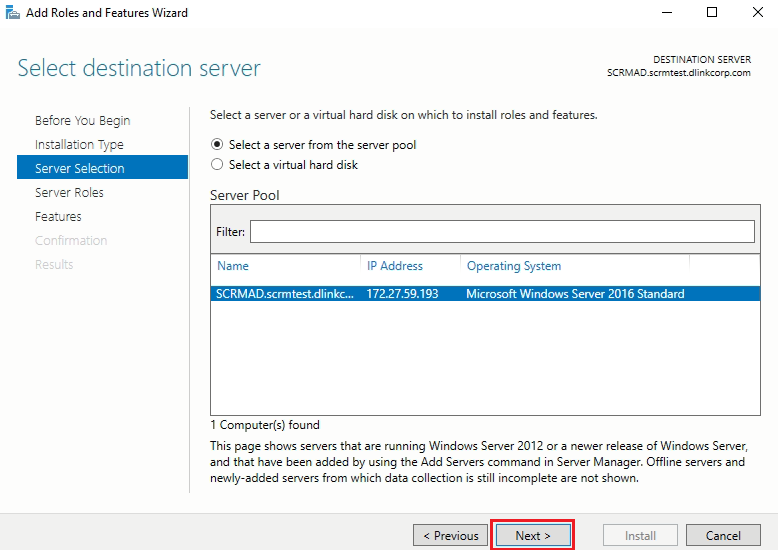 Add Roles and Features Wizard
Select destination server
DESTINATION SERVER
SCRMAD.scrmtest.dlinkcorp.com
Before You Begin
Installation Type
Server Selection
Server Roles
Features
Confirmation
Results
Select a server or a virtual hard disk on which to install roles and features.
Select a server from the server pool
Select a virtual hard disk
Server Pool
Filter:
Name IP Address Operating System
SCRMAD.scrmtest.dlinkc... 172.27.59.193 Microsoft Windows Server 2016 Standard
1 Computer(s) found
This page shows servers that are running Windows Server 2012 or a newer release of Windows Server,
and that have been added by using the Add Servers command in Server Manager. Offline servers and
newly-added servers from which data collection is still incomplete are not shown.
< Previous Next > Install Cancel